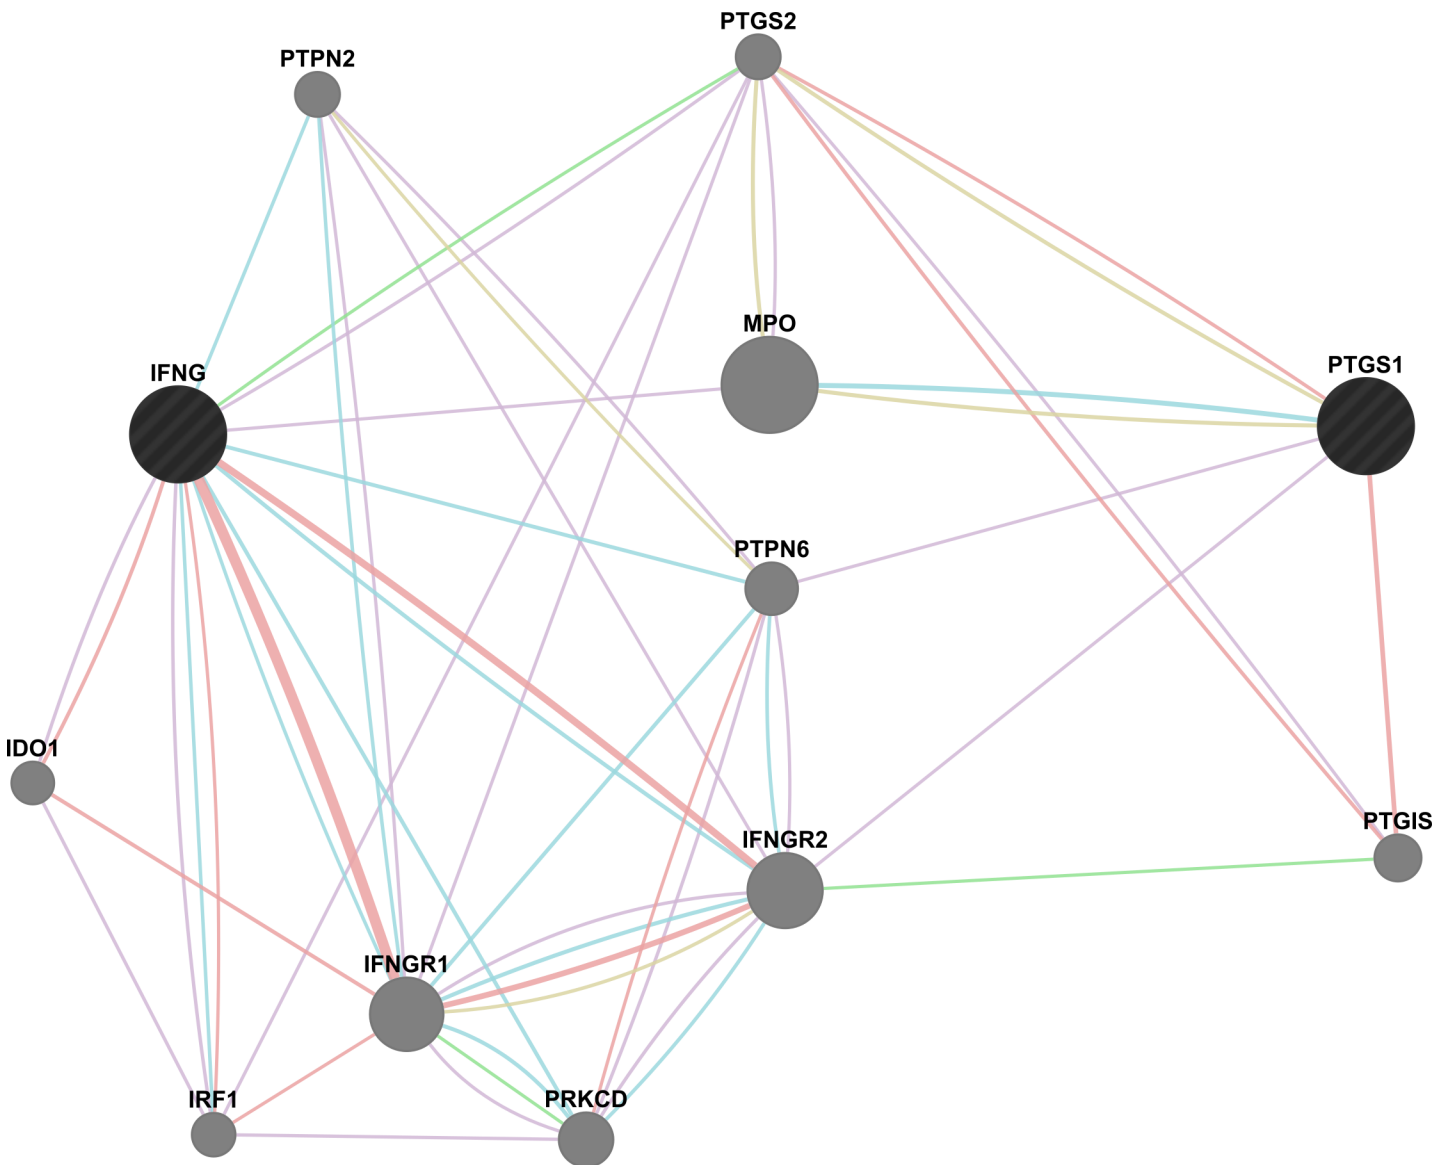 PTGS2
PTPN2
MPO
PTGS1
IFNG
PTPN6
IDO1
PTGIS
IFNGR2
IFNGR1
IRF1
PRKCD